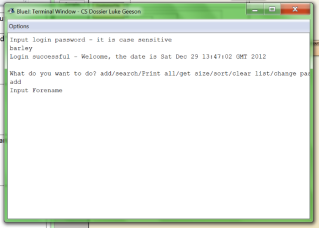 BlueJ: Terminal Window - CS Dossier Luke Geeson
Options
Input login password - it is case sensitive
barley
Login successful - Welcome, the date is Sat Dec 29 13:47:02 GMT 2012
What do you want to do? add/search/Print all/get size/sort/clear list/change pas
add
Input Forename